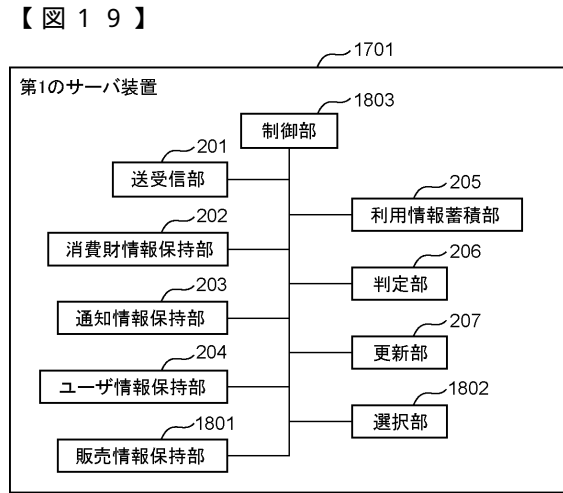 【図19】
1701
第1のサーバ装置
1803
制御部
201
送受信部
205
利用情報蓄積部
202
消費財情報保持部
206
判定部
203
通知情報保持部
207
更新部
204
ユーザ情報保持部
1802
選択部
1801
販売情報保持部